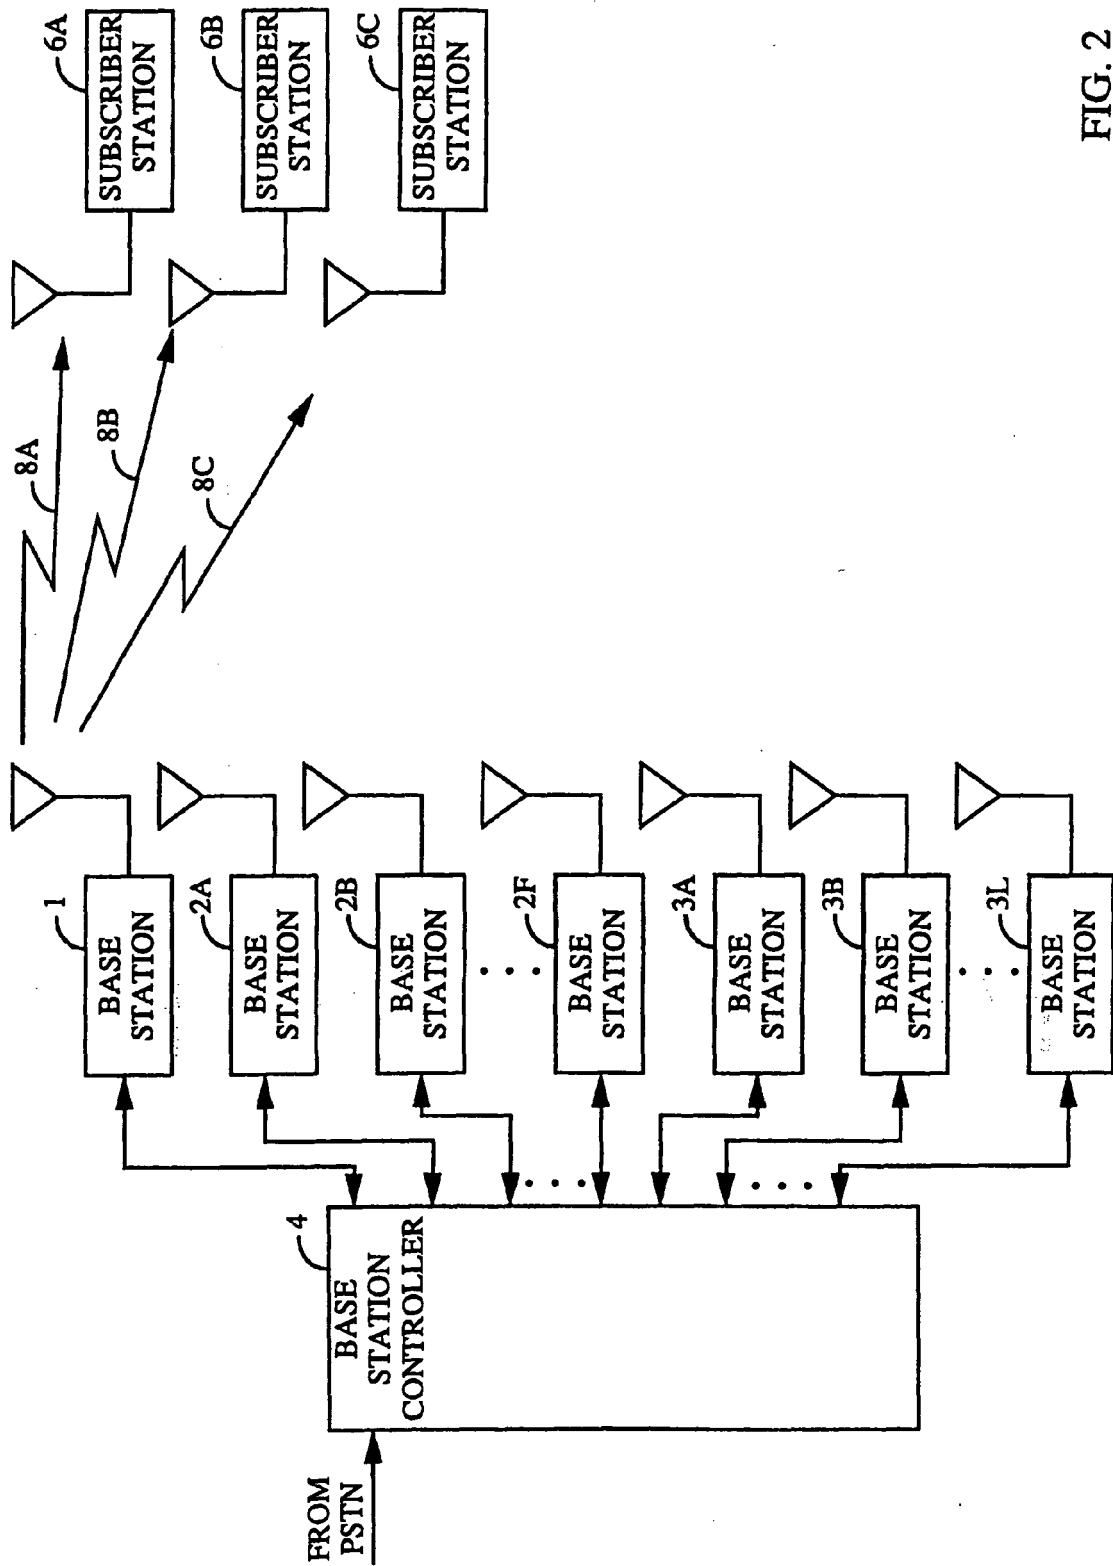 FROM
PSTN
4
BASE
STATION
CONTROLLER
1
BASE
STATION
2A
BASE
STATION
2B
BASE
STATION
2F
BASE
STATION
3A
BASE
STATION
3B
BASE
STATION
3L
BASE
STATION
8A
8B
8C
6A
SUBSCRIBER
STATION
6B
SUBSCRIBER
STATION
6C
SUBSCRIBER
STATION
FIG. 2